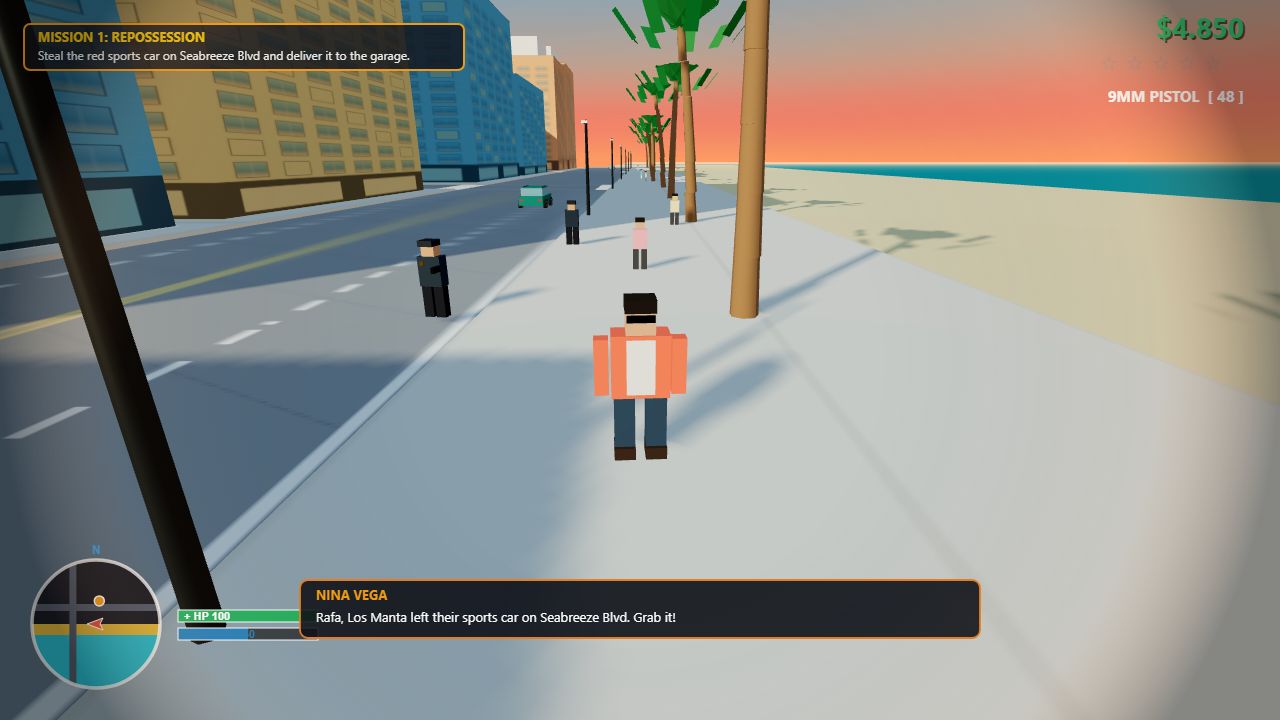 MISSION 1: REPOSSESSION
Steal the red sports car on Seabreeze Blvd and deliver it to the garage.
$4.850
9MM PISTOL [ 48 ]
N
+ HP 100
NINA VEGA
Rafa, Los Manta left their sports car on Seabreeze Blvd. Grab it!